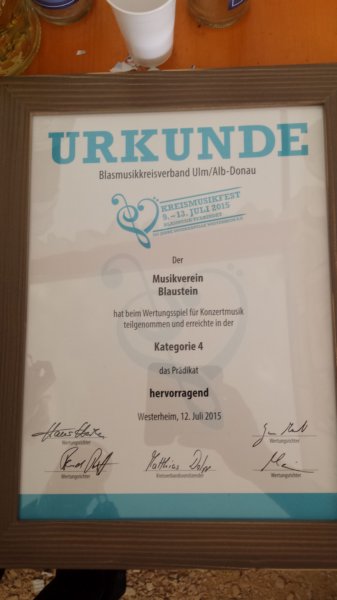 URKUNDE
Blasmusikkreisverband Ulm/Alb-Donau
KREISMUSIKFEST
9. – 13. JULI 2015
Der
Musikverein
Blaustein
hat beim Wertungsspiel für Konzertmusik
teilgenommen und erreichte in der
Kategorie 4
das Prädikat
hervorragend
Westerheim, 12. Juli 2015
Wertungsrichter
Wertungsrichter
Matthias
Wertungsrichter
Kreisverbandsvorsitzender
Wertungsrichter